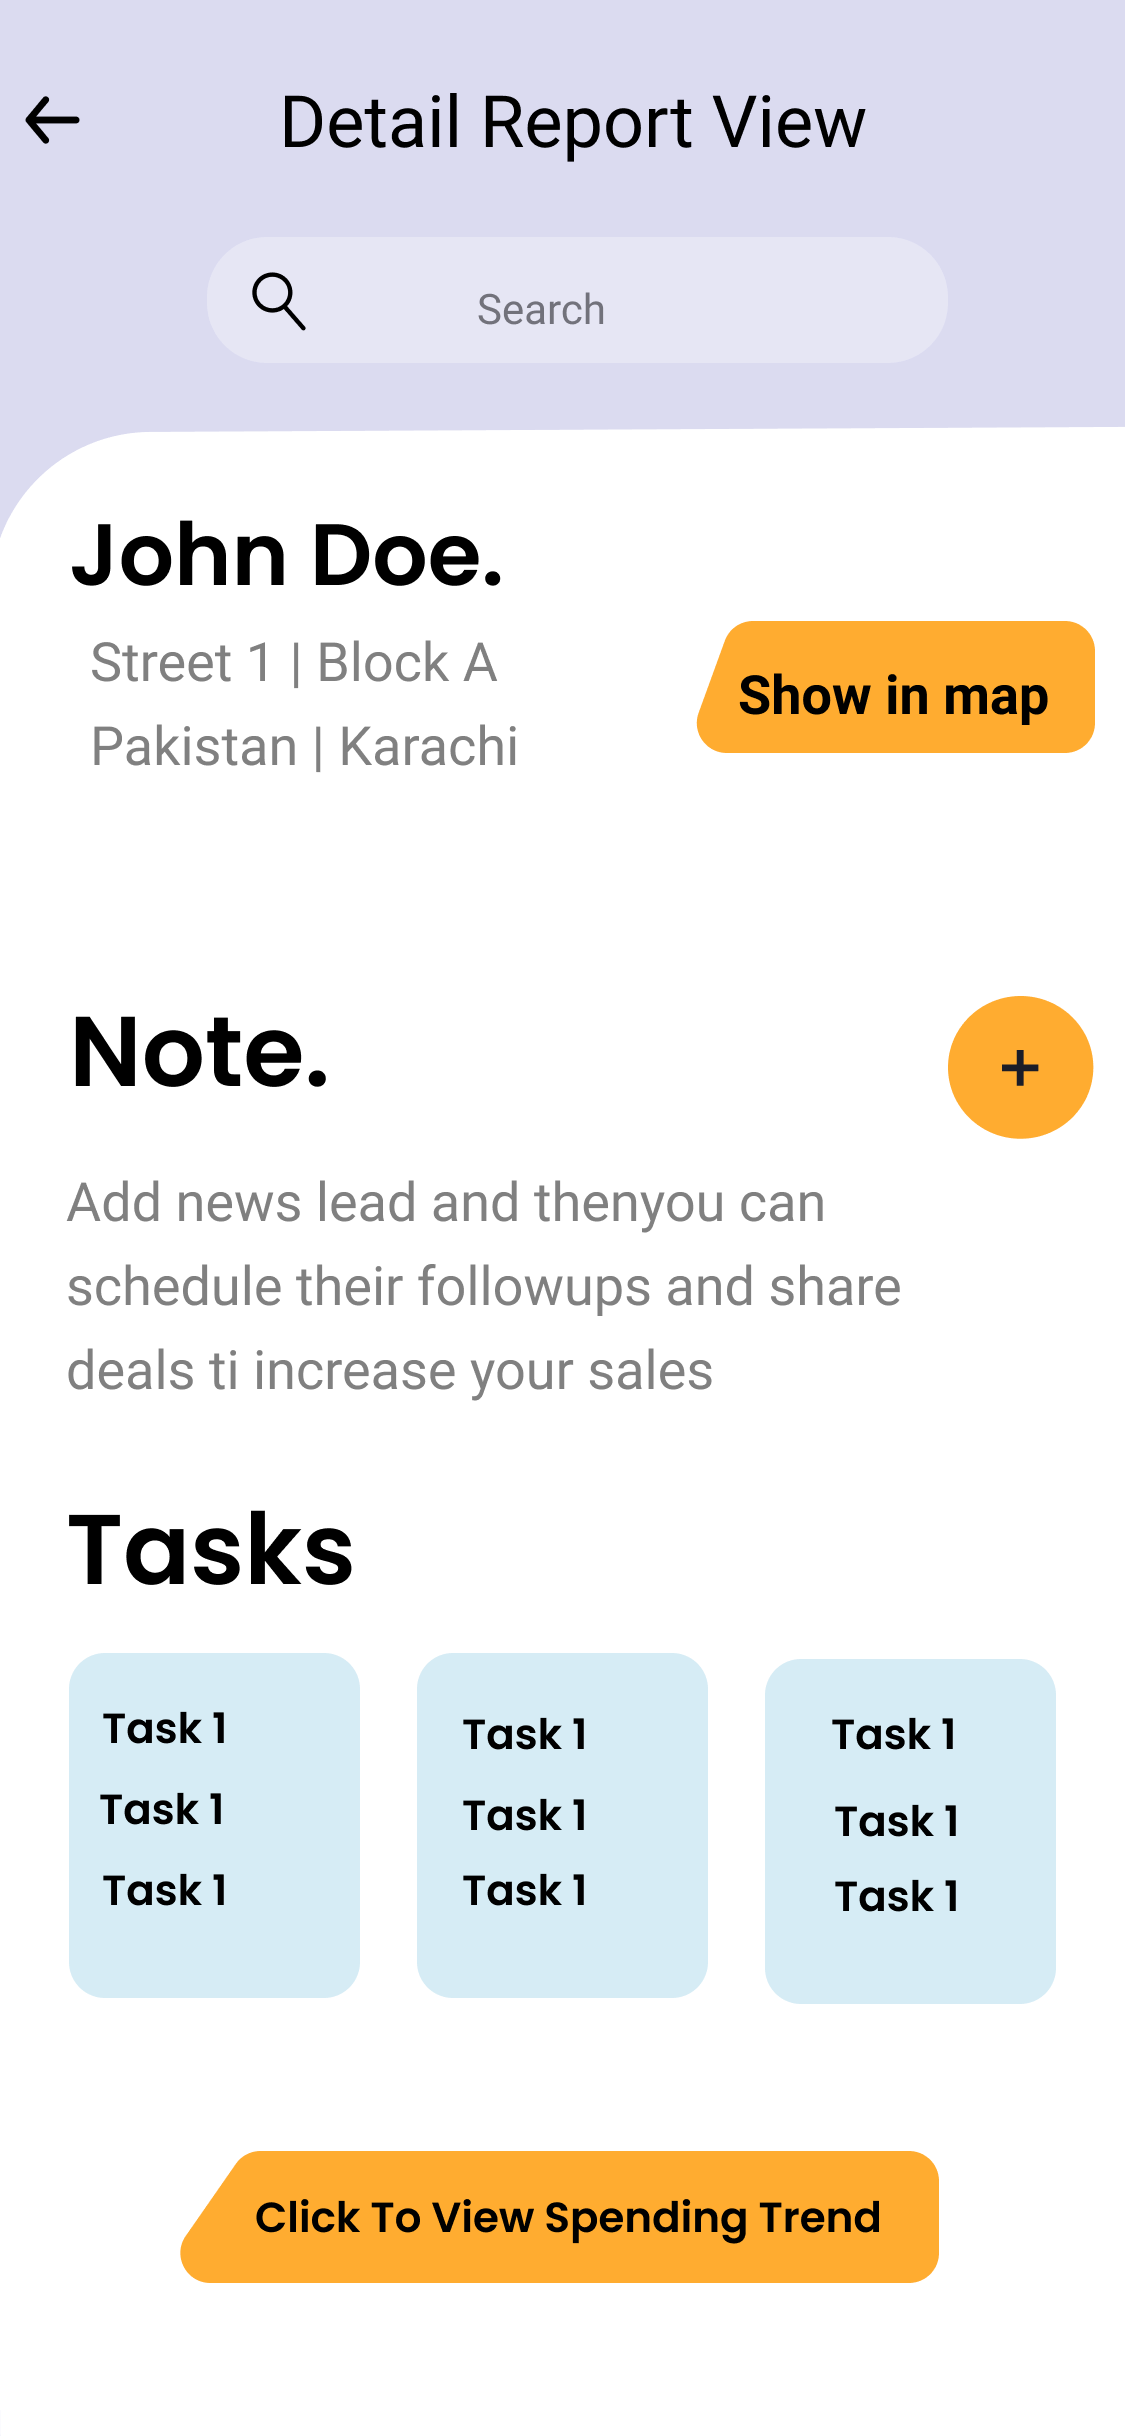 Detail Report View
Search
John Doe.
Street 1 | Block A
Pakistan | Karachi
Show in map
Note.
+
Add news lead and thenyou can
schedule their followups and share
deals ti increase your sales
Tasks
Task 1
Task 1
Task 1
Task 1
Task 1
Task 1
Task 1
Task 1
Task 1
Click To View Spending Trend